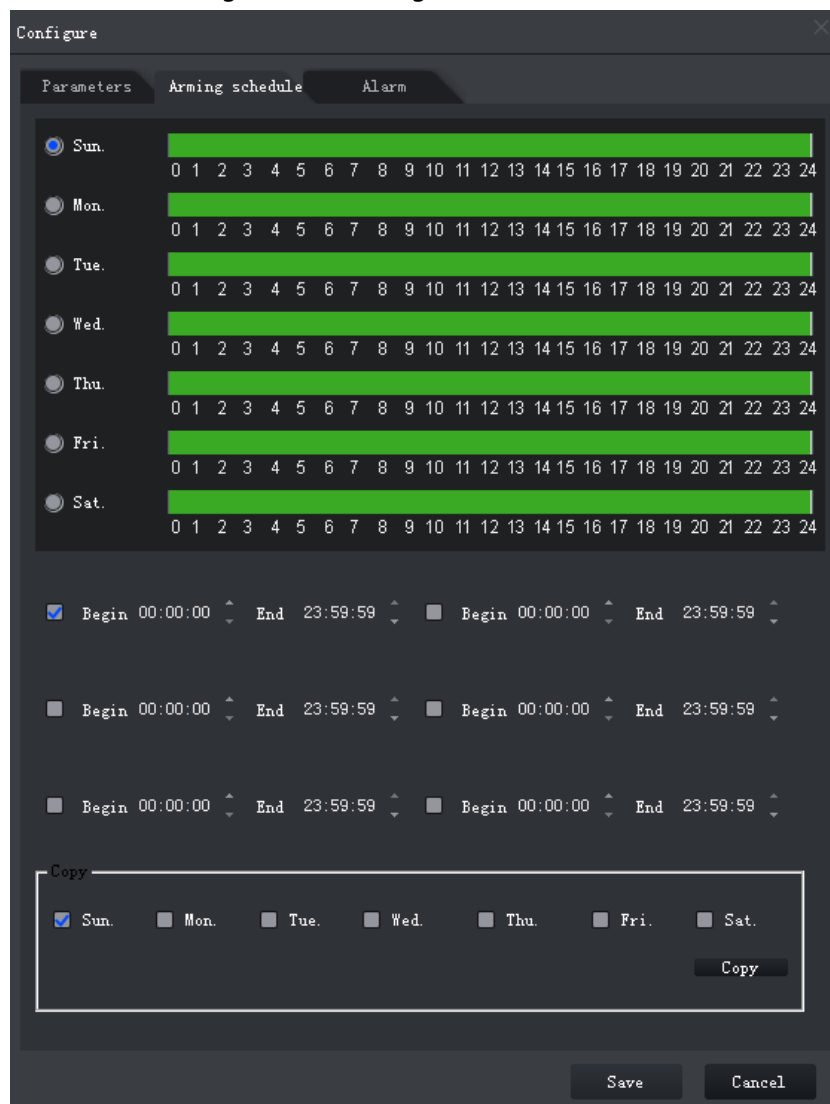 Configure
Parameters Arming schedule Alarm
Sun.
0 1 2 3 4 5 6 7 8 9 10 11 12 13 14 15 16 17 18 19 20 21 22 23 24
Mon.
0 1 2 3 4 5 6 7 8 9 10 11 12 13 14 15 16 17 18 19 20 21 22 23 24
Tue.
0 1 2 3 4 5 6 7 8 9 10 11 12 13 14 15 16 17 18 19 20 21 22 23 24
Wed.
0 1 2 3 4 5 6 7 8 9 10 11 12 13 14 15 16 17 18 19 20 21 22 23 24
Thu.
0 1 2 3 4 5 6 7 8 9 10 11 12 13 14 15 16 17 18 19 20 21 22 23 24
Fri.
0 1 2 3 4 5 6 7 8 9 10 11 12 13 14 15 16 17 18 19 20 21 22 23 24
Sat.
0 1 2 3 4 5 6 7 8 9 10 11 12 13 14 15 16 17 18 19 20 21 22 23 24
Begin 00:00:00 End 23:59:59 Begin 00:00:00 End 23:59:59
Begin 00:00:00 End 23:59:59 Begin 00:00:00 End 23:59:59
Begin 00:00:00 End 23:59:59 Begin 00:00:00 End 23:59:59
Copy
Sun. Mon. Tue. Wed. Thu. Fri. Sat.
Copy
Save Cancel